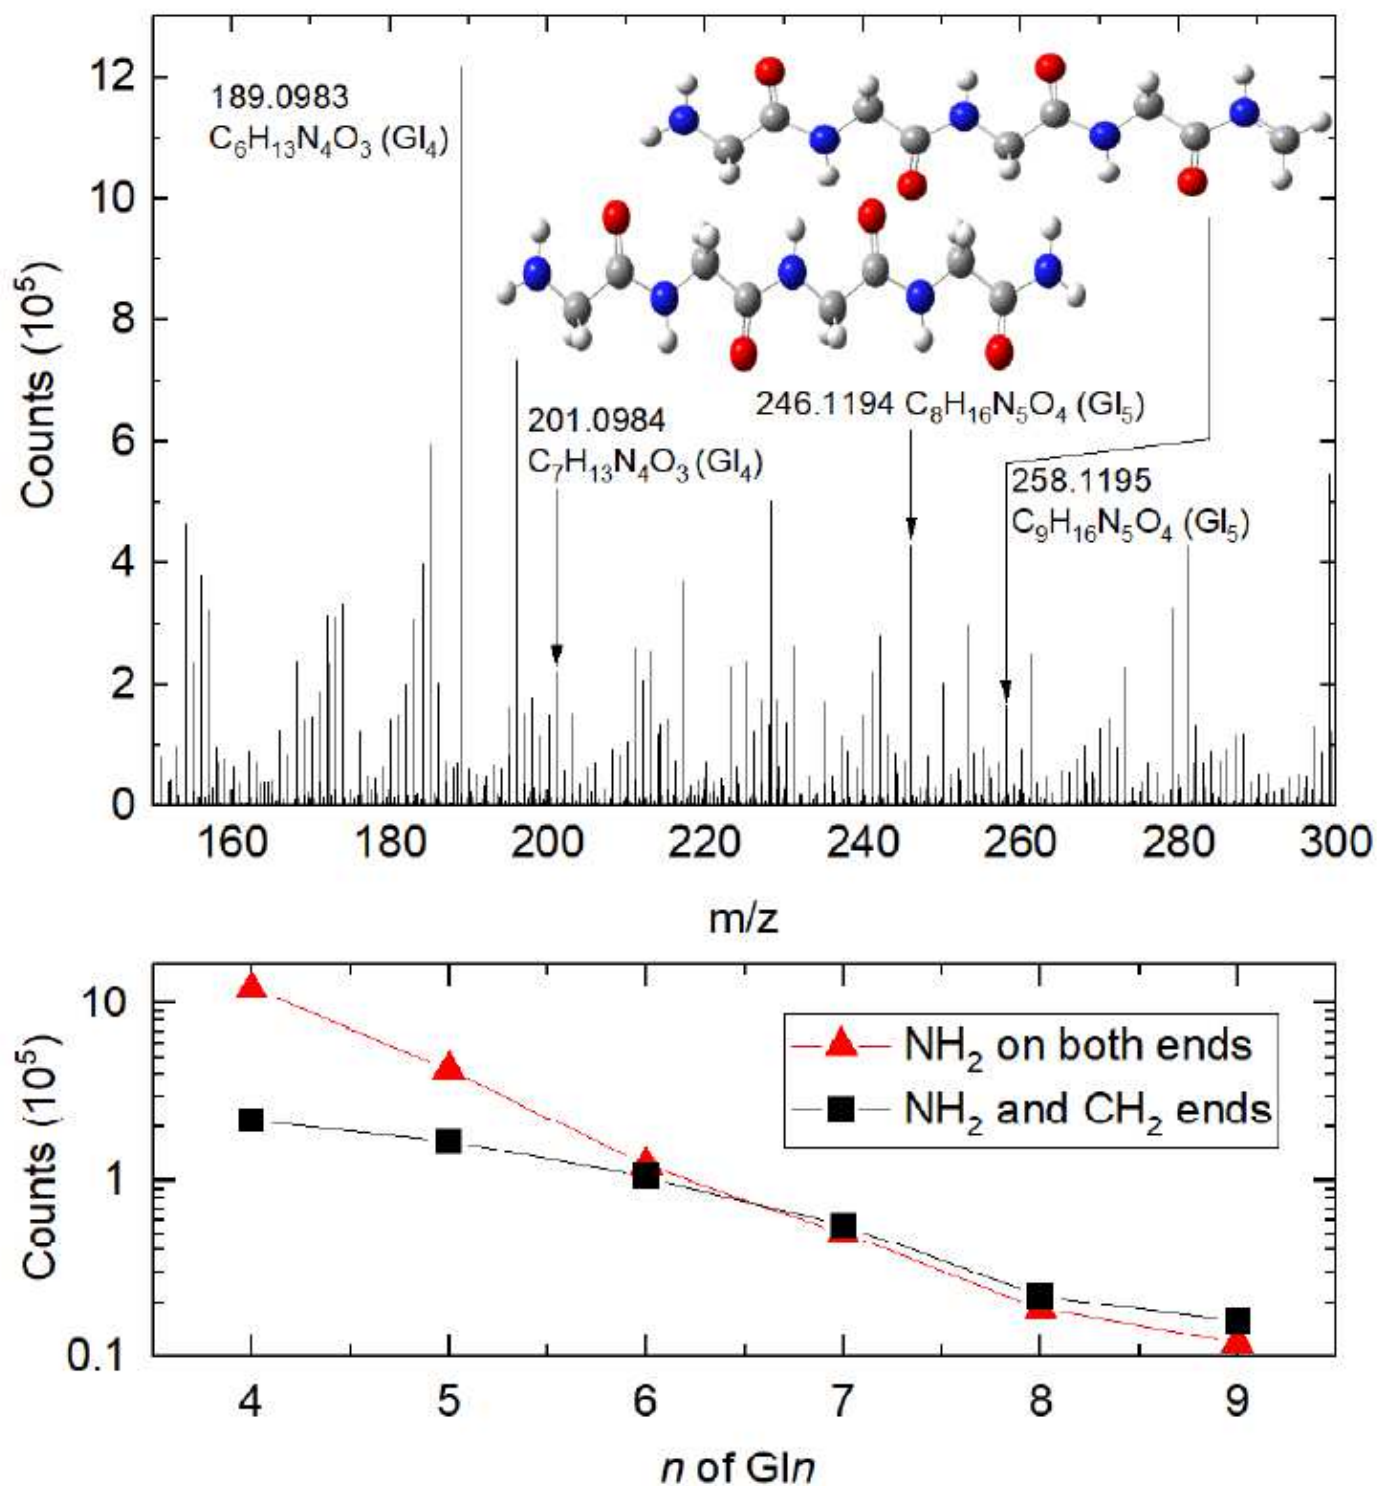 189.0983
C₆H₁₃N₄O₃ (Gl₄)
201.0984
C₇H₁₃N₄O₃ (Gl₄)
246.1194 C₈H₁₆N₅O₄ (Gl₅)
258.1195
C₉H₁₆N₅O₄ (Gl₅)
Counts (10⁵)
12
10
8
6
4
2
0
160 180 200 220 240 260 280 300
m/z
Counts (10⁵)
10
1
0.1
NH₂ on both ends
NH₂ and CH₂ ends
4 5 6 7 8 9
n of Gln